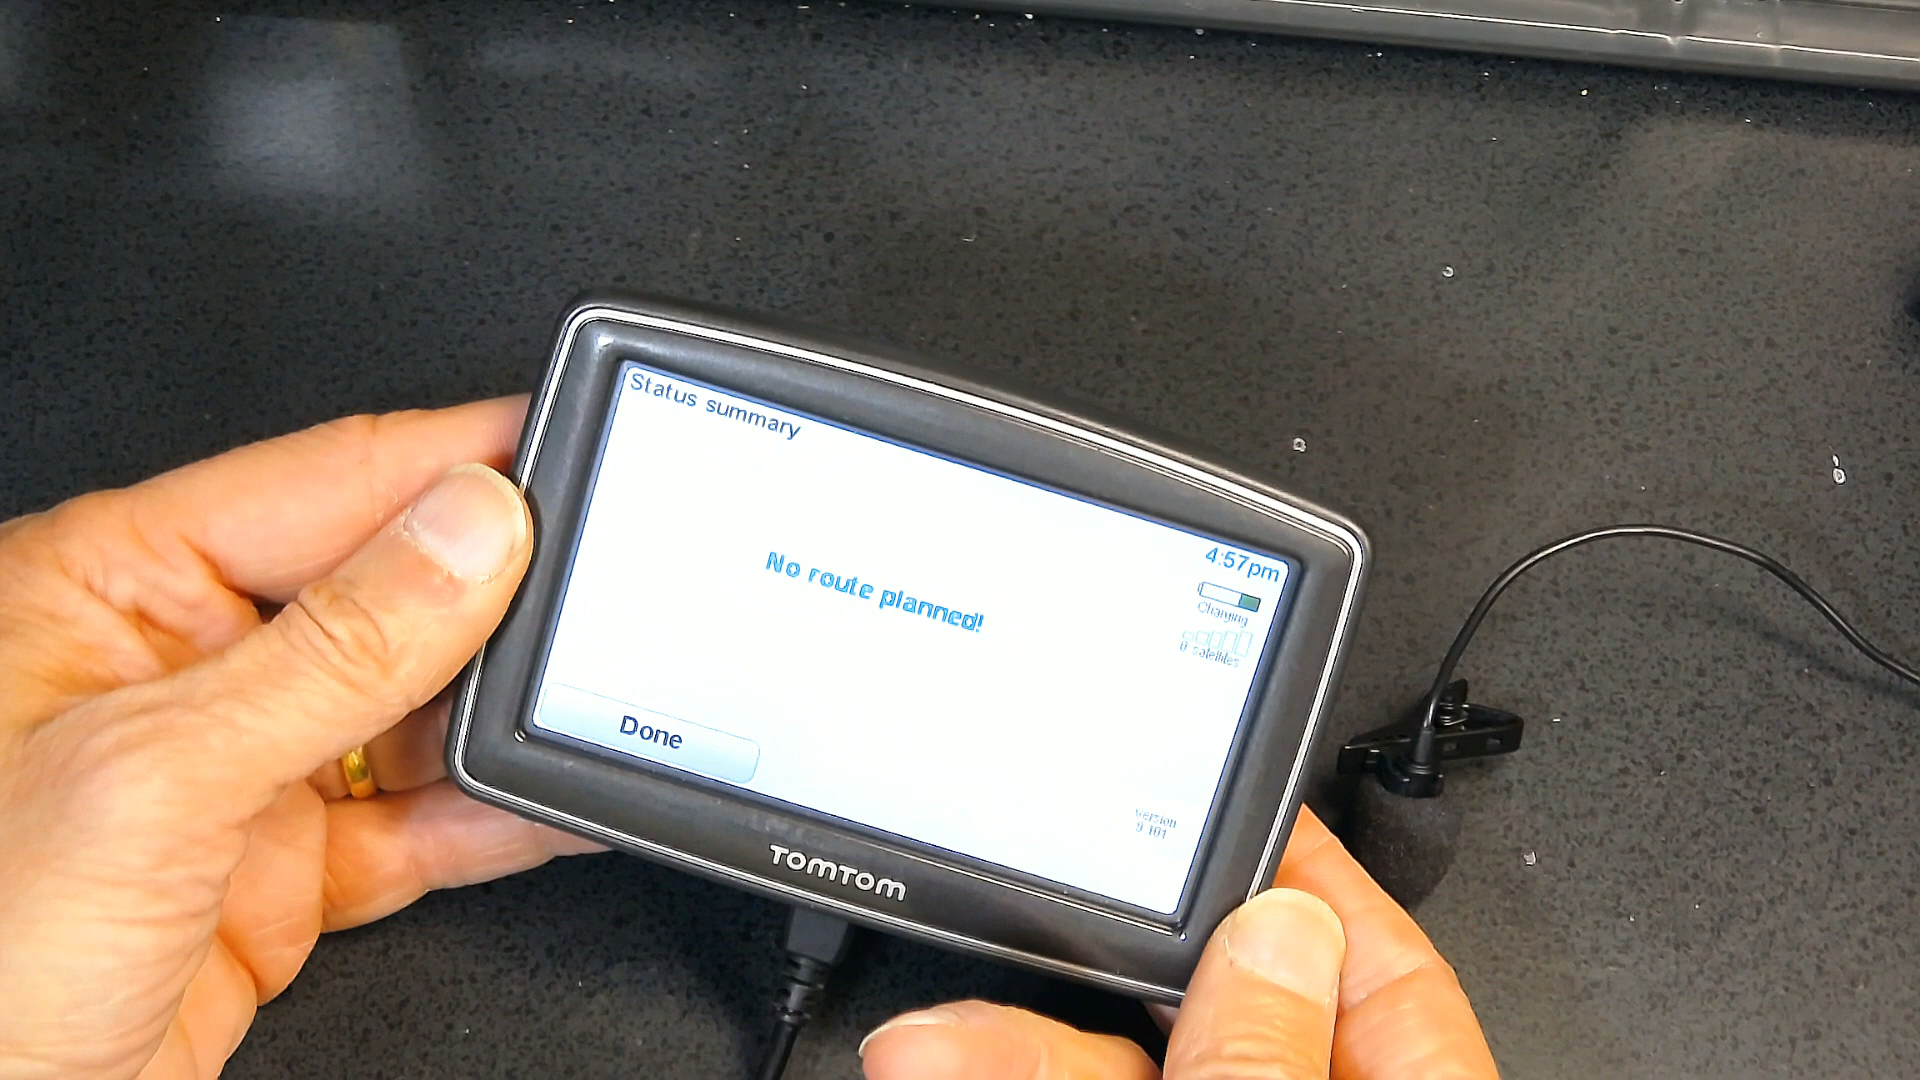 Status summary
4:57pm
Charging
0 satellites
No route planned!
Done
version
9.101
TOMTOM